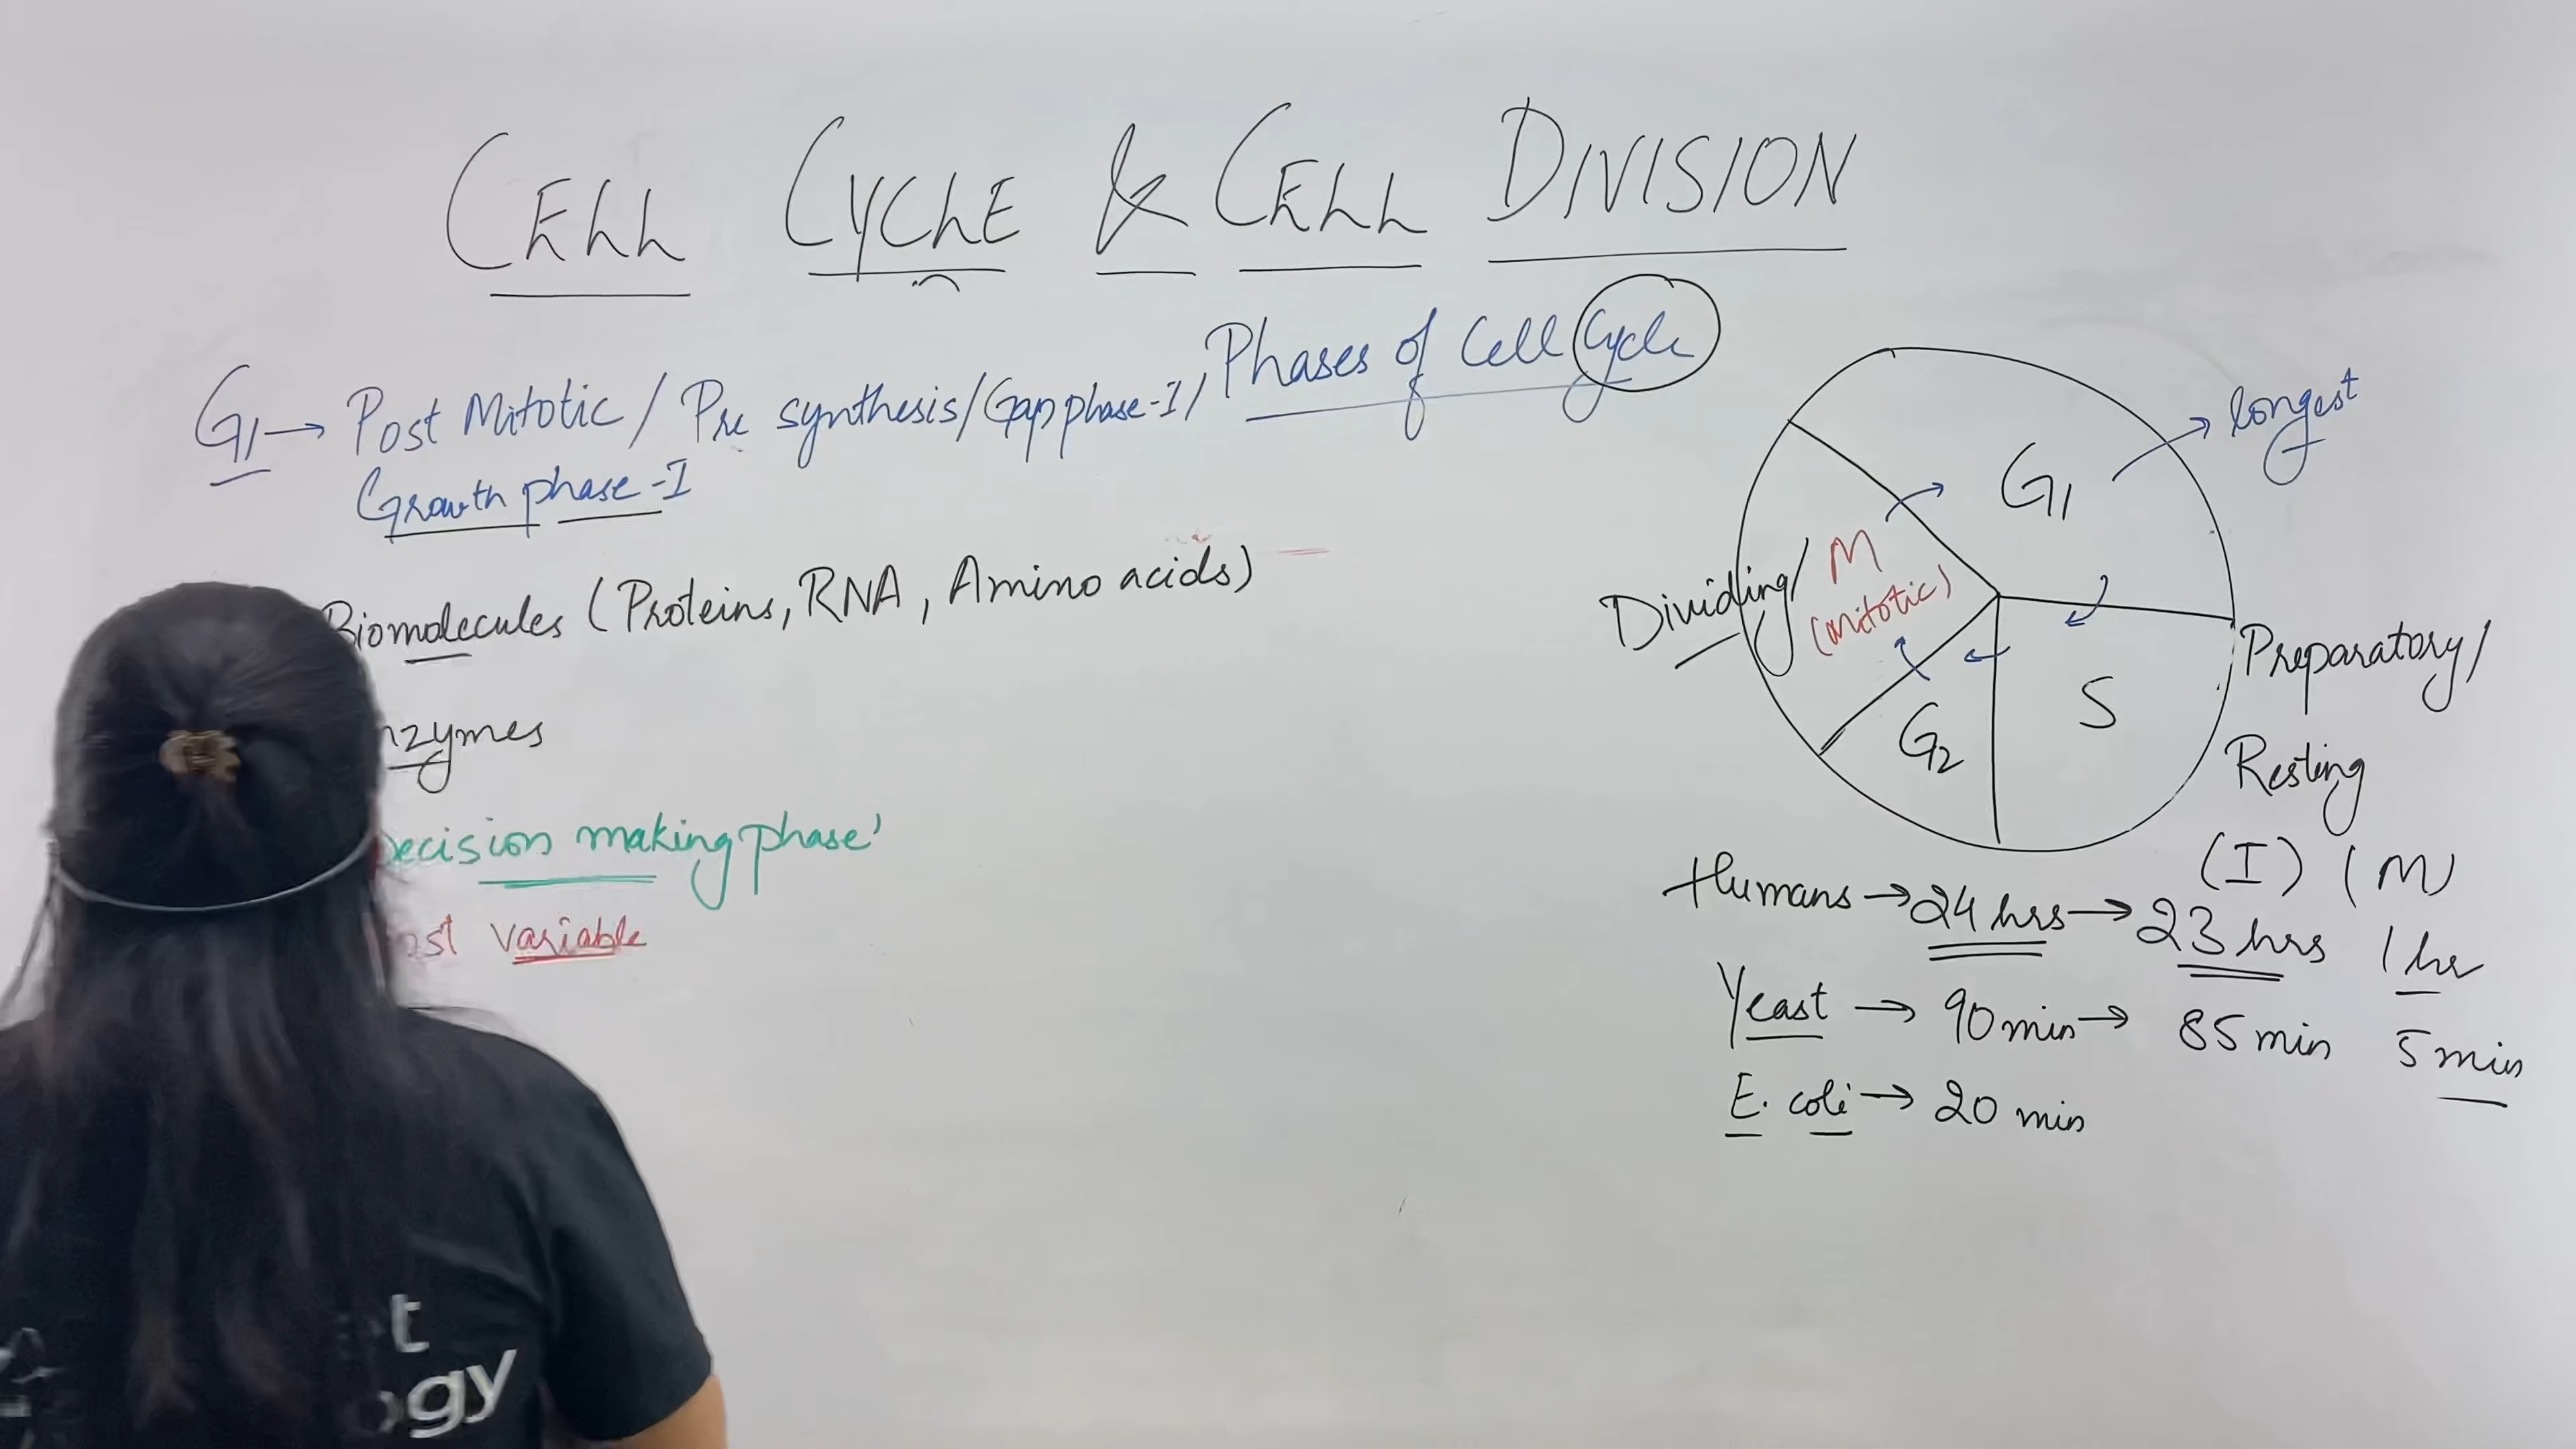 CELL CYCLE & CELL DIVISION
Phases of Cell Cycle
G1 → Post Mitotic / Pre synthesis / Gap phase-I /
Growth phase-I
Biomolecules (Proteins, RNA, Amino acids)
nzymes
ecision making phase'
ost variable
G1 → longest
M
(Mitotic)
Dividing/
S
G2
Preparatory/
Resting
(I) (M)
Humans → 24 hrs → 23 hrs 1 hr
Yeast → 90 min → 85 min 5 min
E. coli → 20 min
t
ogy